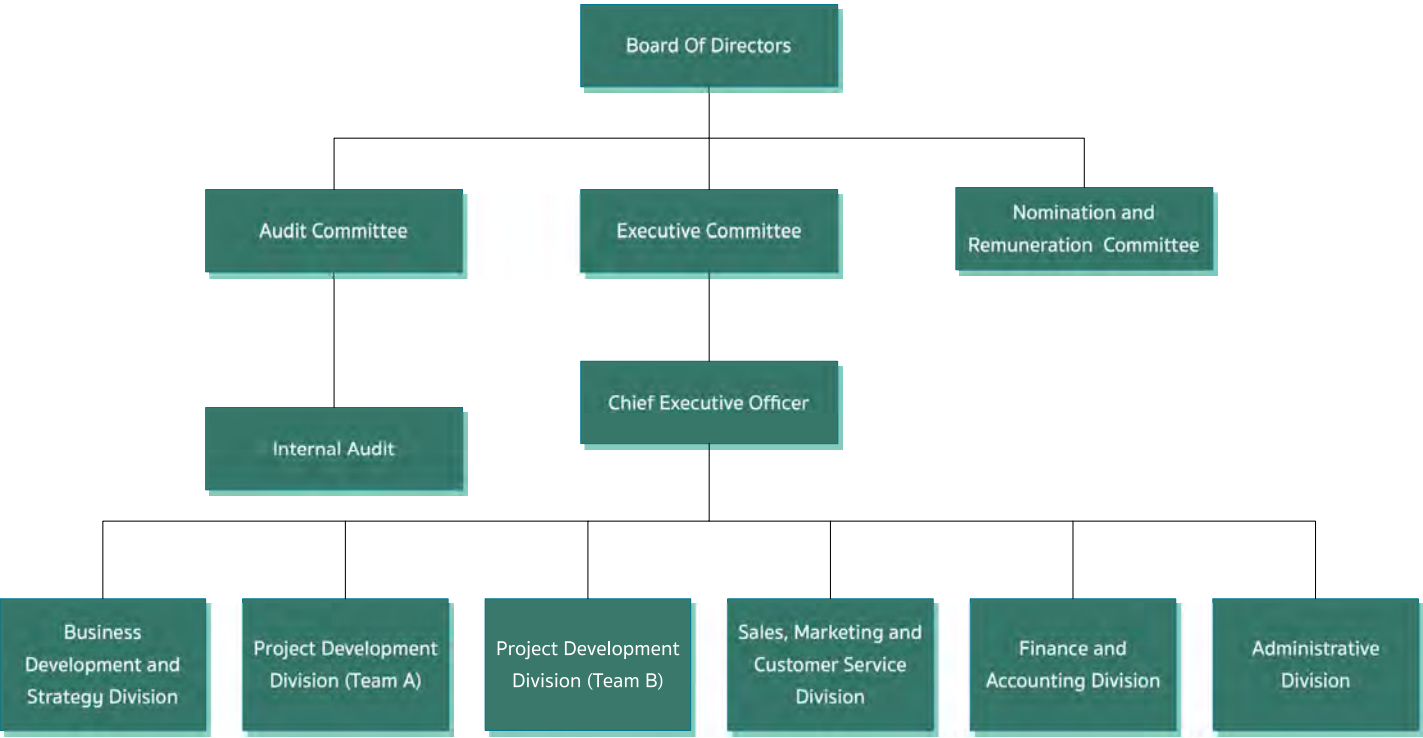 Board Of Directors
Audit Committee
Executive Committee
Nomination and
Remuneration Committee
Chief Executive Officer
Internal Audit
Business
Development and
Strategy Division
Project Development
Division (Team A)
Project Development
Division (Team B)
Sales, Marketing and
Customer Service
Division
Finance and
Accounting Division
Administrative
Division